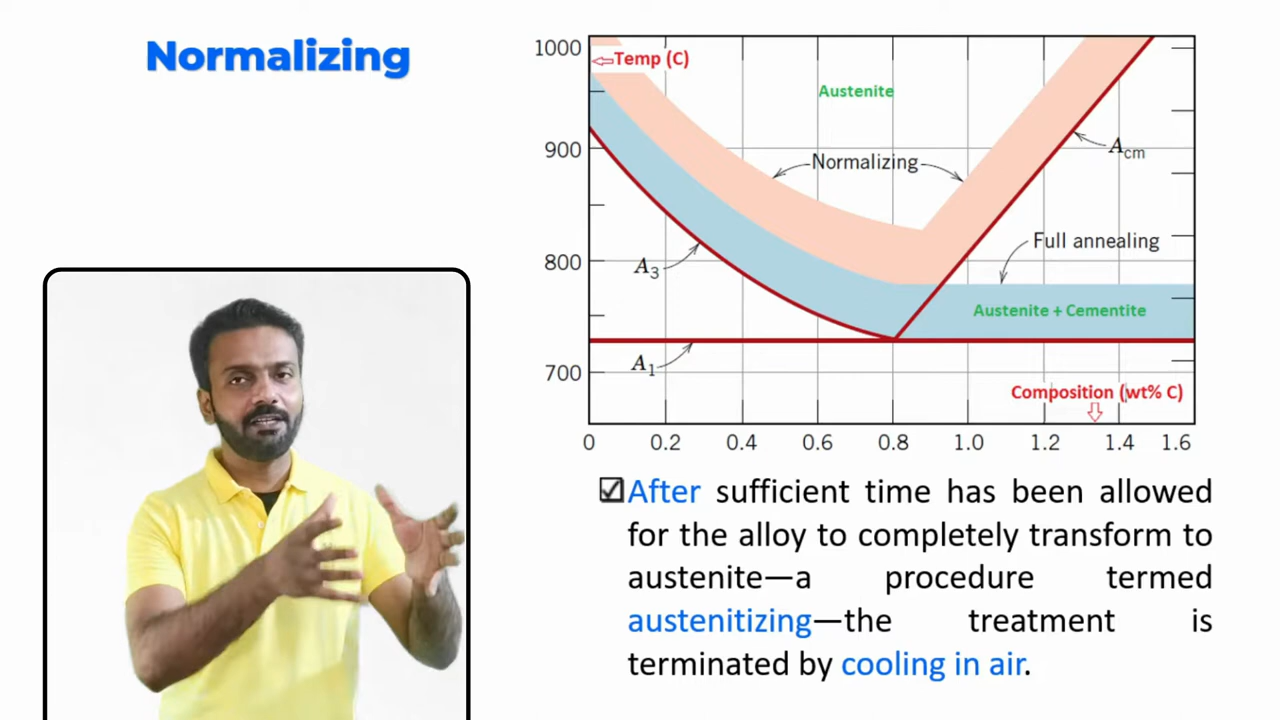 Normalizing
1000
Temp (C)
Austenite
900
Normalizing
Acm
Full annealing
800
A3
Austenite + Cementite
A1
700
Composition (wt% C)
0 0.2 0.4 0.6 0.8 1.0 1.2 1.4 1.6
After sufficient time has been allowed
for the alloy to completely transform to
austenite—a procedure termed
austenitizing—the treatment is
terminated by cooling in air.